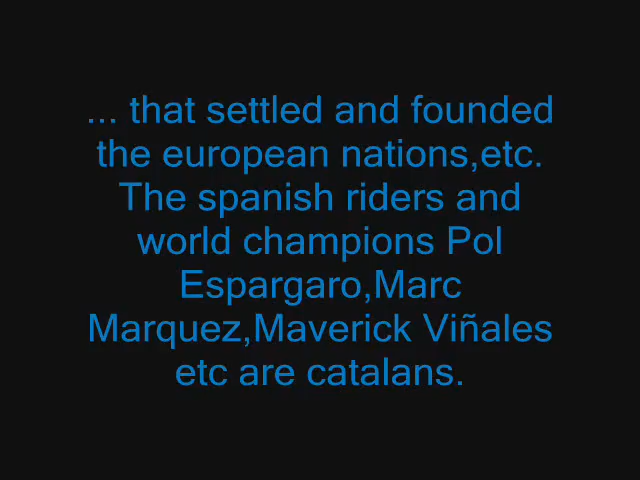 ... that settled and founded
the european nations,etc.
The spanish riders and
world champions Pol
Espargaro,Marc
Marquez,Maverick Viñales
etc are catalans.